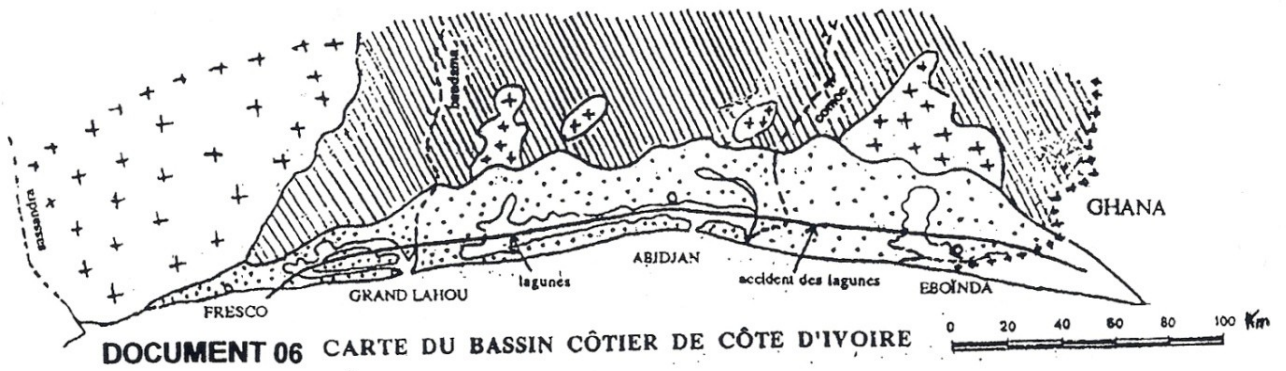 sassandra
bandama
comoé
GHANA
FRESCO
GRAND LAHOU
lagunes
ABIDJAN
accident des lagunes
EBOÏNDA
DOCUMENT 06 CARTE DU BASSIN CÔTIER DE CÔTE D'IVOIRE
0 20 40 60 80 100 Km